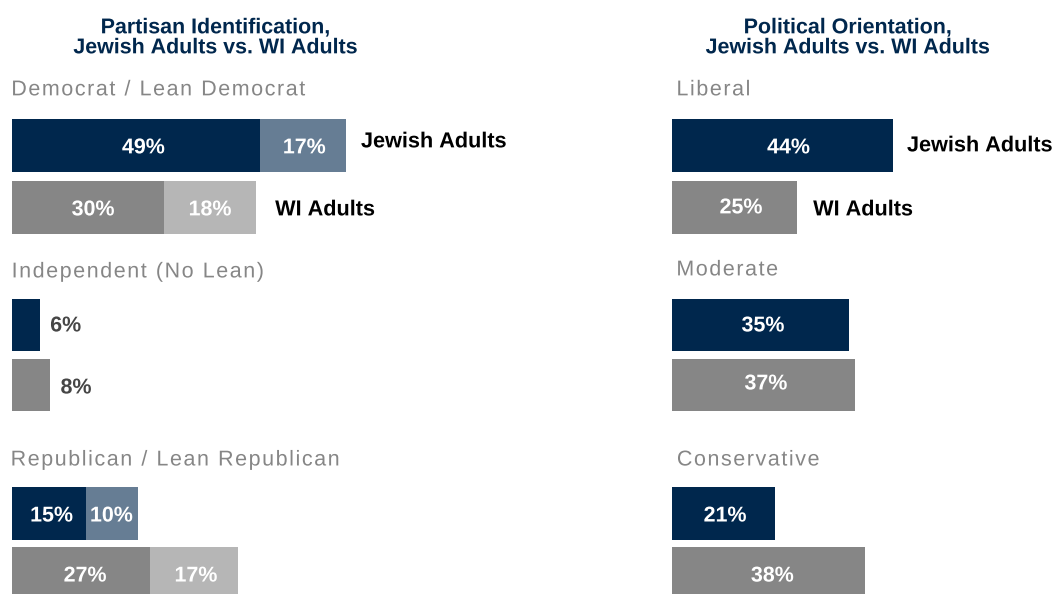 Partisan Identification,
Jewish Adults vs. WI Adults
Democrat / Lean Democrat
49% 17% Jewish Adults
30% 18% WI Adults
Independent (No Lean)
6%
8%
Republican / Lean Republican
15% 10%
27% 17%
Political Orientation,
Jewish Adults vs. WI Adults
Liberal
44% Jewish Adults
25% WI Adults
Moderate
35%
37%
Conservative
21%
38%